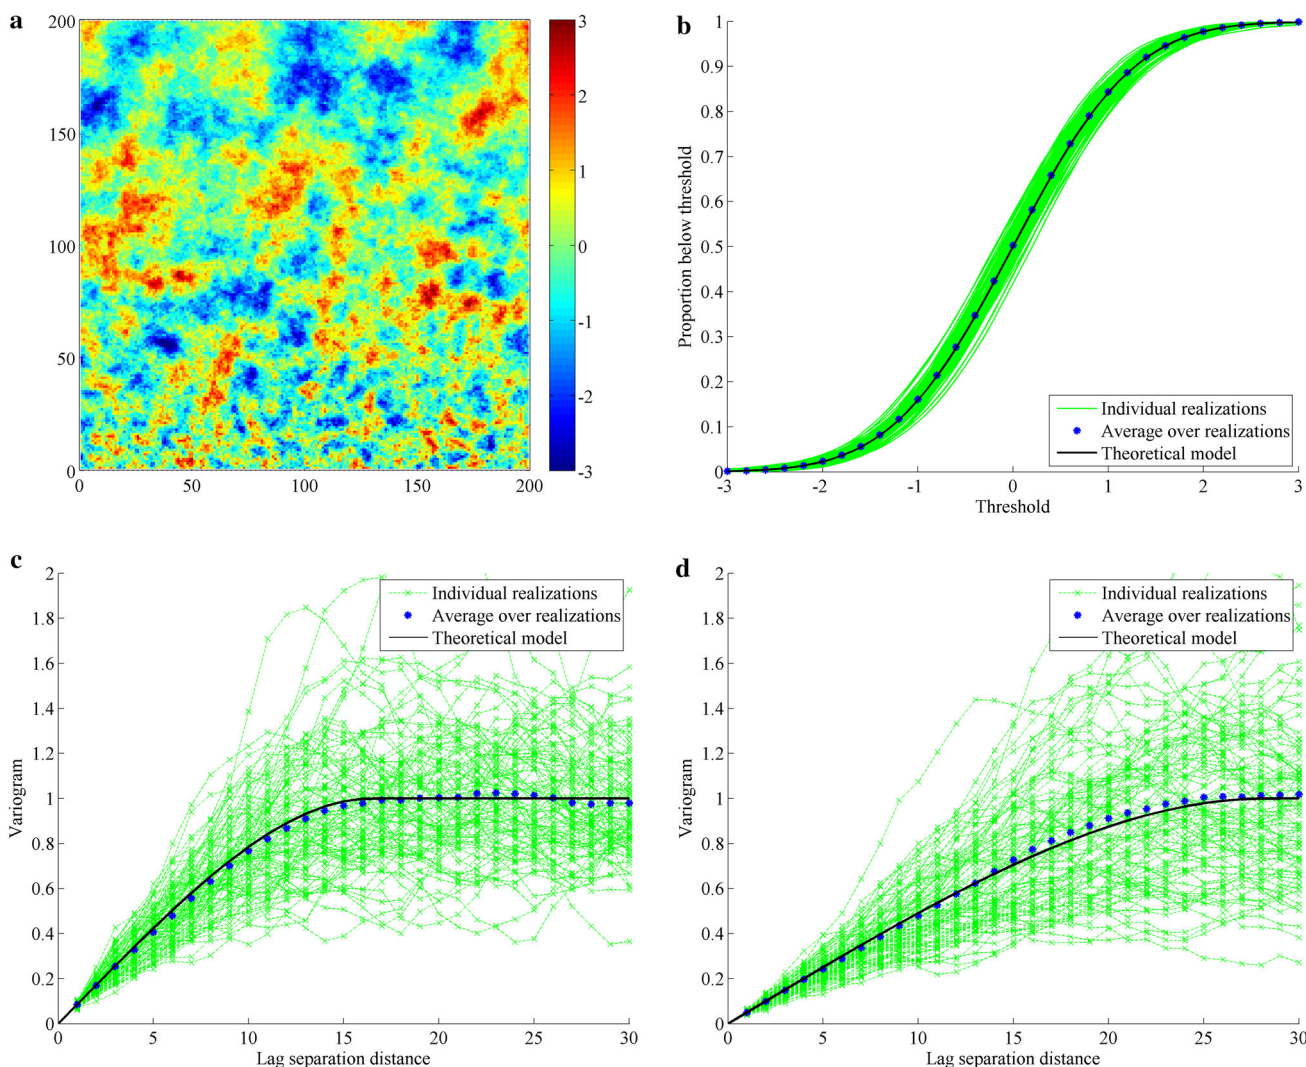 a
200
150
100
50
0
0 50 100 150 200
3
2
1
0
-1
-2
-3
b
1
0.9
0.8
0.7
0.6
0.5
0.4
0.3
0.2
0.1
0
Proportion below threshold
Individual realizations
Average over realizations
Theoretical model
-3 -2 -1 0 1 2 3
Threshold
c
2
1.8
1.6
1.4
1.2
1
0.8
0.6
0.4
0.2
0
Variogram
Individual realizations
Average over realizations
Theoretical model
0 5 10 15 20 25 30
Lag separation distance
d
2
1.8
1.6
1.4
1.2
1
0.8
0.6
0.4
0.2
0
Variogram
Individual realizations
Average over realizations
Theoretical model
0 5 10 15 20 25 30
Lag separation distance